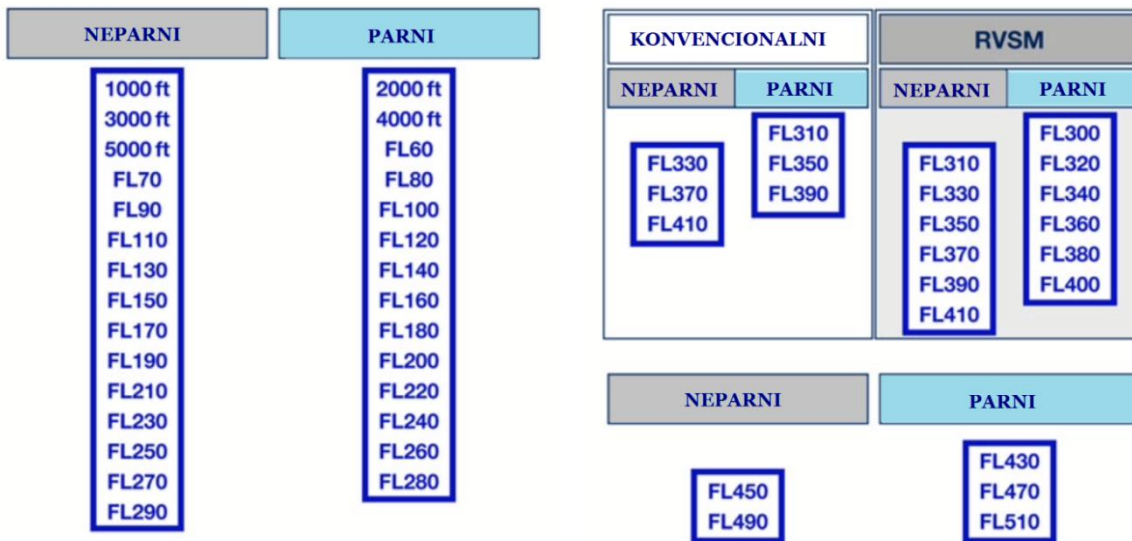 NEPARNI PARNI
1000 ft 2000 ft
3000 ft 4000 ft
5000 ft FL60
FL70 FL80
FL90 FL100
FL110 FL120
FL130 FL140
FL150 FL160
FL170 FL180
FL190 FL200
FL210 FL220
FL230 FL240
FL250 FL260
FL270 FL280
FL290
KONVENCIONALNI RVSM
NEPARNI PARNI NEPARNI PARNI
FL310 FL300
FL330 FL350 FL310 FL320
FL370 FL390 FL330 FL340
FL410 FL350 FL360
FL370 FL380
FL390 FL400
FL410
NEPARNI PARNI
FL430
FL450 FL470
FL490 FL510